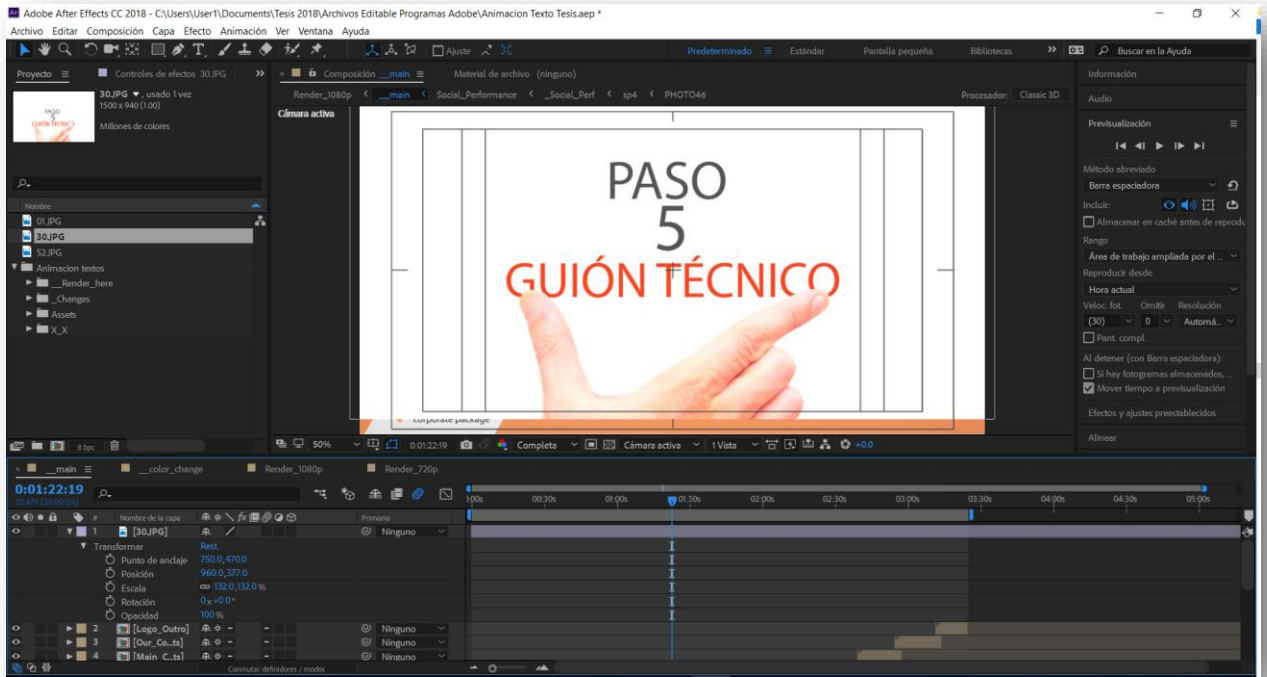 Adobe After Effects CC 2018 - C:\Users\User1\Documents\Tesis 2018\Archivos Editable Programas Adobe\Animacion Texto Tesis.aep *
Archivo Editar Composición Capa Efecto Animación Ver Ventana Ayuda
Ajuste Predeterminado Estándar Pantalla pequeña Bibliotecas Buscar en la Ayuda
Proyecto Controles de efectos 30.JPG Composición __main Material de archivo (ninguno) Información
30.JPG ▼, usado 1 vez
1500 x 940 (1.00)
Millones de colores
Render_1080p __main Social_Performance _Social_Perf sp4 PHOTO46 Procesador: Classic 3D
Cámara activa
PASO
5
GUIÓN TÉCNICO
corporate package
Nombre
01.JPG
30.JPG
52.JPG
Animacion textos
__Render_here
_Changes
Assets
X_X
8 bpc
50% 0:01:22:19 Completa Cámara activa 1 Vista +0.0
Audio
Previsualización
Método abreviado
Barra espaciadora
Incluir:
Almacenar en caché antes de reprodu
Rango
Área de trabajo ampliada por el ...
Reproducir desde
Hora actual
Veloc. fot. Omitir Resolución
(30) 0 Automá...
Pant. compl.
Al detener (con Barra espaciadora):
Si hay fotogramas almacenados, ...
Mover tiempo a previsualización
Efectos y ajustes preestablecidos
Alinear
__main __color_change Render_1080p Render_720p
0:01:22:19
00:30s 01:00s 01:30s 02:00s 02:30s 03:00s 03:30s 04:00s 04:30s 05:00s
# Nombre de la capa Primario
1 [30.JPG] Ninguno
Transformar Rest.
Punto de anclaje 750.0,470.0
Posición 960.0,377.0
Escala 132.0,132.0 %
Rotación 0x+0.0°
Opacidad 100 %
2 [Logo_Outro] Ninguno
3 [Our_Co...ts] Ninguno
4 [Main_C...ts] Ninguno
Conmutar definidores / modos